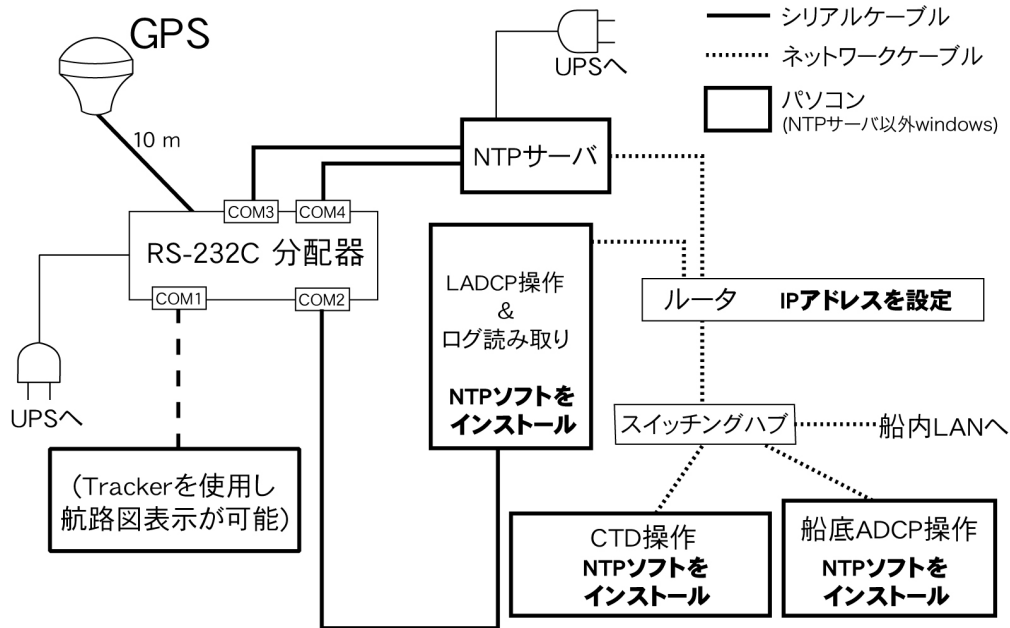 GPS
10 m
UPSへ
シリアルケーブル
ネットワークケーブル
パソコン
(NTPサーバ以外windows)
NTPサーバ
COM3
COM4
RS-232C 分配器
COM1
COM2
UPSへ
LADCP操作
&
ログ読み取り
NTPソフトを
インストール
ルータ IPアドレスを設定
スイッチングハブ
船内LANへ
(Trackerを使用し
航路図表示が可能)
CTD操作
NTPソフトを
インストール
船底ADCP操作
NTPソフトを
インストール